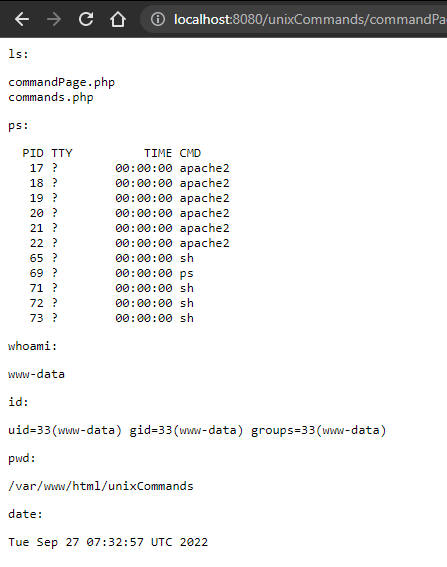 localhost:8080/unixCommands/commandPa
ls:
commandPage.php
commands.php
ps:
PID TTY TIME CMD
17 ? 00:00:00 apache2
18 ? 00:00:00 apache2
19 ? 00:00:00 apache2
20 ? 00:00:00 apache2
21 ? 00:00:00 apache2
22 ? 00:00:00 apache2
65 ? 00:00:00 sh
69 ? 00:00:00 ps
71 ? 00:00:00 sh
72 ? 00:00:00 sh
73 ? 00:00:00 sh
whoami:
www-data
id:
uid=33(www-data) gid=33(www-data) groups=33(www-data)
pwd:
/var/www/html/unixCommands
date:
Tue Sep 27 07:32:57 UTC 2022